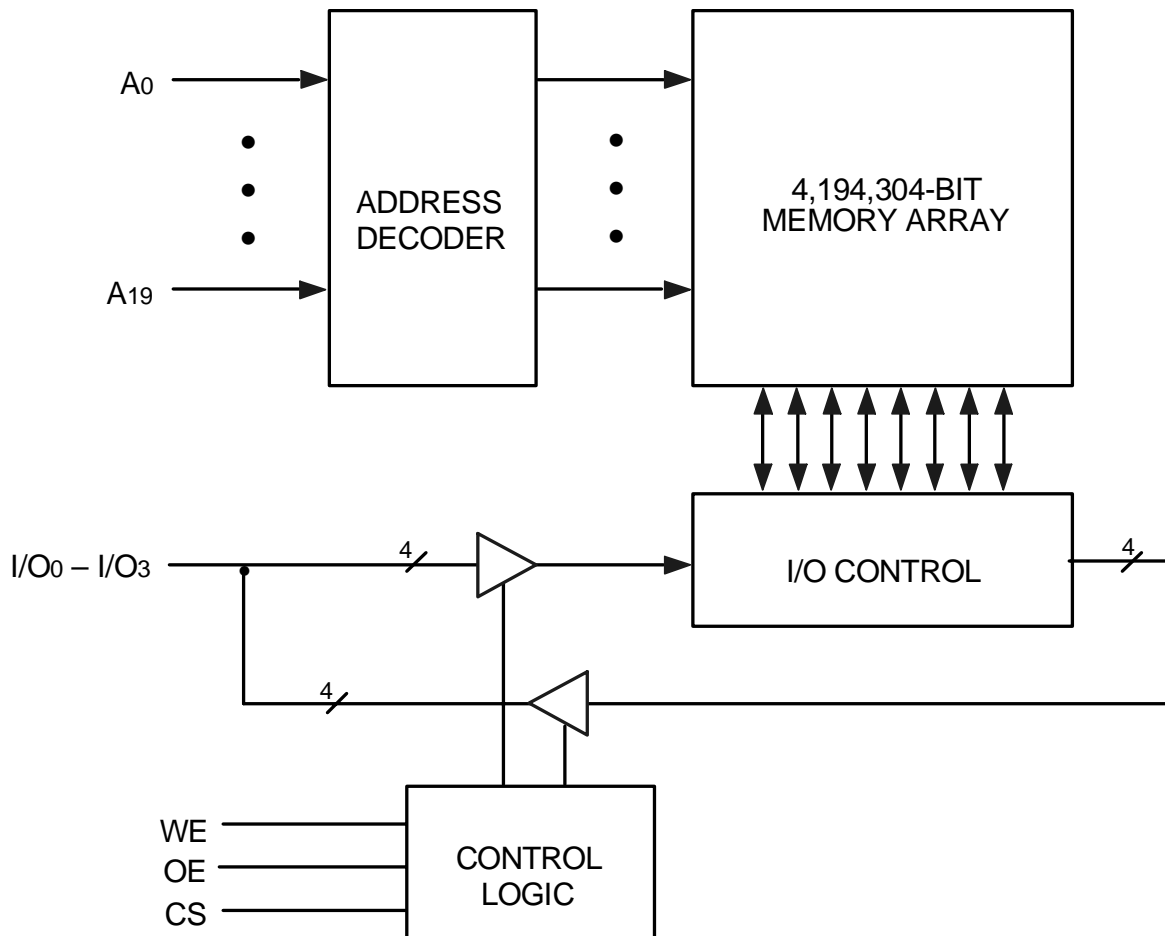 A0
A19
ADDRESS
DECODER
4,194,304-BIT
MEMORY ARRAY
I/O0 – I/O3
4
I/O CONTROL
4
4
WE
OE
CS
CONTROL
LOGIC